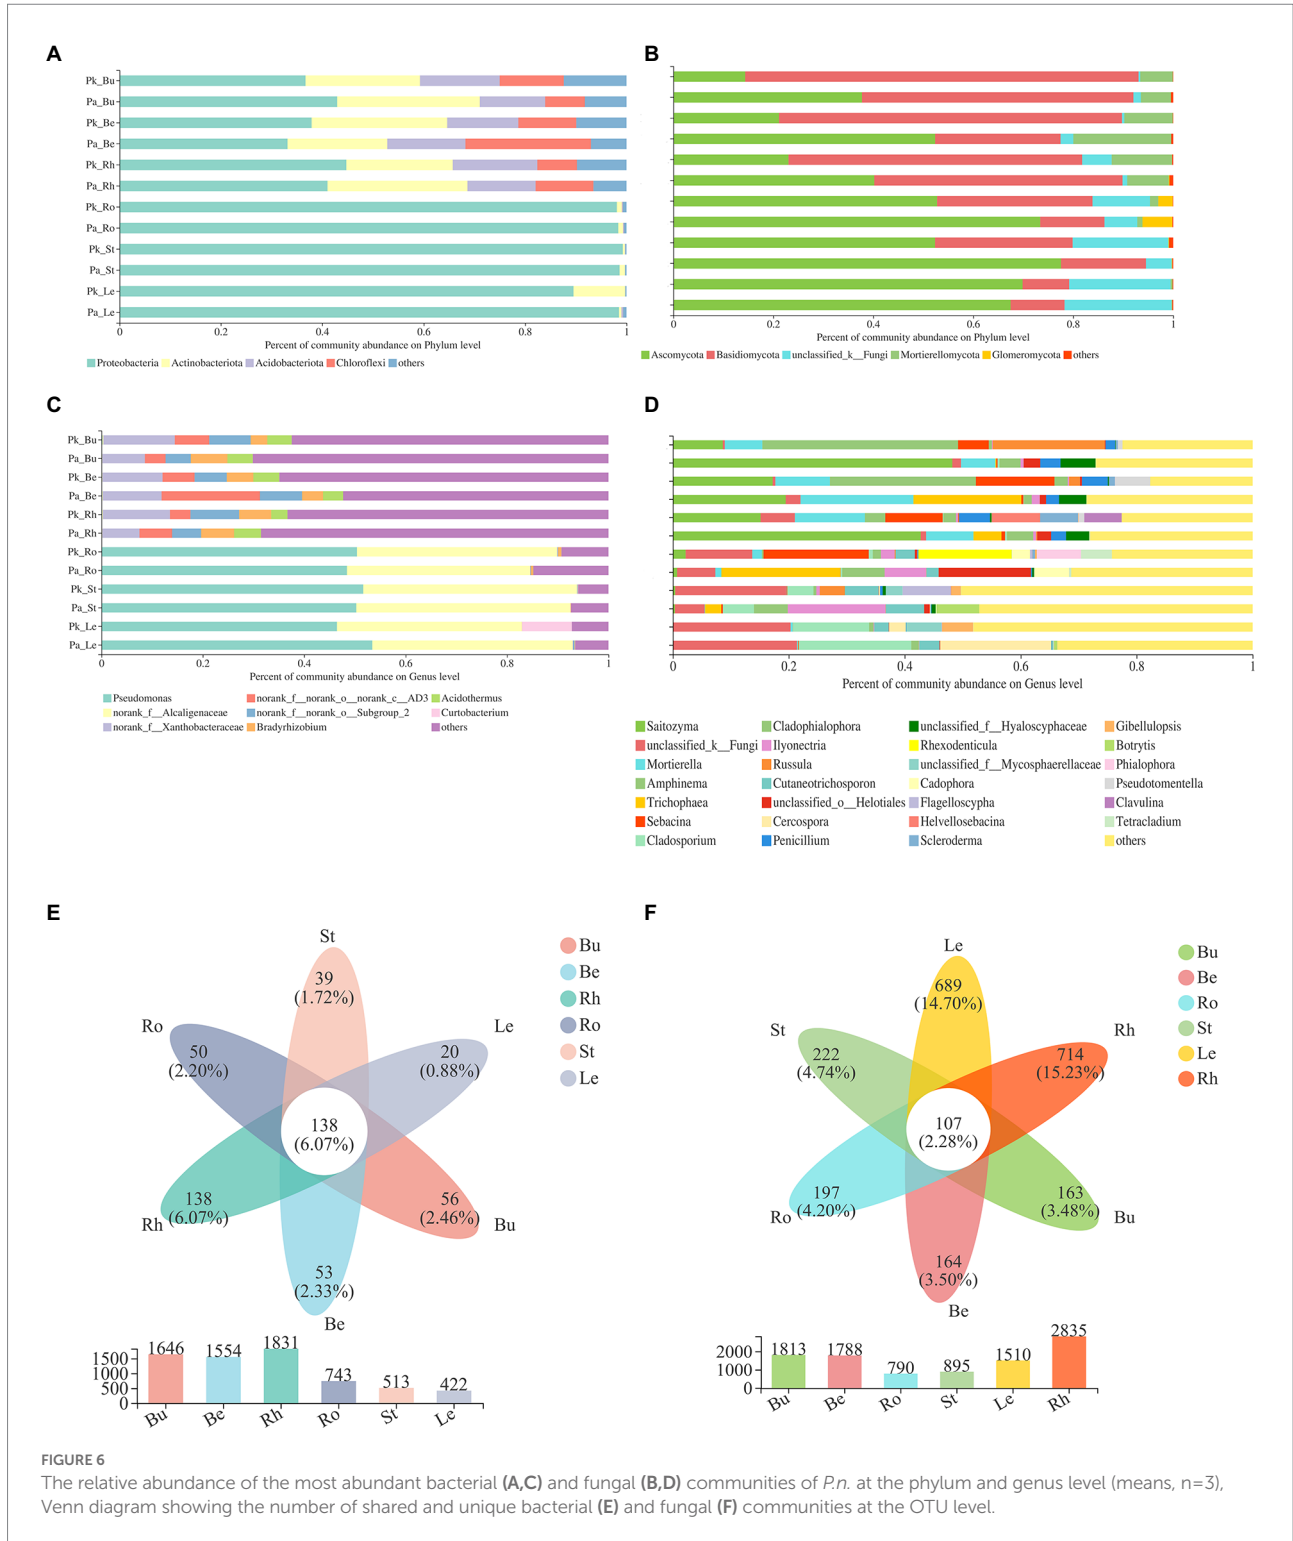 A
Pk_Bu
Pa_Bu
Pk_Be
Pa_Be
Pk_Rh
Pa_Rh
Pk_Ro
Pa_Ro
Pk_St
Pa_St
Pk_Le
Pa_Le
0 0.2 0.4 0.6 0.8 1
Percent of community abundance on Phylum level
Proteobacteria Actinobacteriota Acidobacteriota Chloroflexi others
B
0 0.2 0.4 0.6 0.8 1
Percent of community abundance on Phylum level
Ascomycota Basidiomycota unclassified_k__Fungi Mortierellomycota Glomeromycota others
C
Pk_Bu
Pa_Bu
Pk_Be
Pa_Be
Pk_Rh
Pa_Rh
Pk_Ro
Pa_Ro
Pk_St
Pa_St
Pk_Le
Pa_Le
0 0.2 0.4 0.6 0.8 1
Percent of community abundance on Genus level
Pseudomonas norank_f__norank_o__norank_c__AD3 Acidothermus
norank_f__Alcaligenaceae norank_f__norank_o__Subgroup_2 Curtobacterium
norank_f__Xanthobacteraceae Bradyrhizobium others
D
0 0.2 0.4 0.6 0.8 1
Percent of community abundance on Genus level
Saitozyma Cladophialophora unclassified_f__Hyaloscyphaceae Gibellulopsis
unclassified_k__Fungi Ilyonectria Rhexodenticula Botrytis
Mortierella Russula unclassified_f__Mycosphaerellaceae Phialophora
Amphinema Cutaneotrichosporon Cadophora Pseudotomentella
Trichophaea unclassified_o__Helotiales Flagelloscypha Clavulina
Sebacina Cercospora Helvellosebacina Tetracladium
Cladosporium Penicillium Scleroderma others
E
St
39
(1.72%)
Ro
50
(2.20%)
Le
20
(0.88%)
138
(6.07%)
138
Rh (6.07%)
56
(2.46%) Bu
53
(2.33%)
Be
Bu
Be
Rh
Ro
St
Le
1500
1000
500
0
1646 1554 1831 743 513 422
Bu Be Rh Ro St Le
F
Le
689
(14.70%)
St
222
(4.74%)
Rh
714
(15.23%)
107
(2.28%)
197
Ro (4.20%)
163
(3.48%) Bu
164
(3.50%)
Be
Bu
Be
Ro
St
Le
Rh
2000
1000
0
1813 1788 790 895 1510 2835
Bu Be Ro St Le Rh
FIGURE 6
The relative abundance of the most abundant bacterial (A,C) and fungal (B,D) communities of P.n. at the phylum and genus level (means, n=3),
Venn diagram showing the number of shared and unique bacterial (E) and fungal (F) communities at the OTU level.